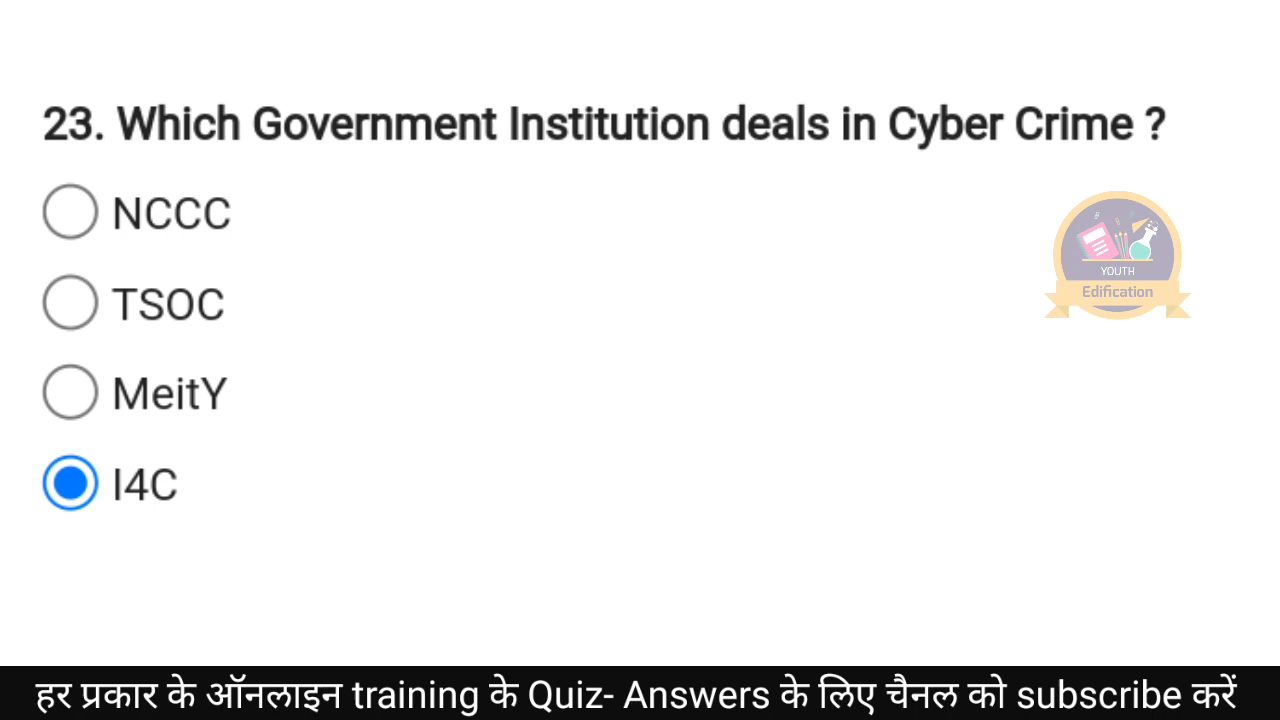 23. Which Government Institution deals in Cyber Crime ?
NCCC
YOUTH
Edification
TSOC
MeitY
I4C
हर प्रकार के ऑनलाइन training के Quiz- Answers के लिए चैनल को subscribe करें